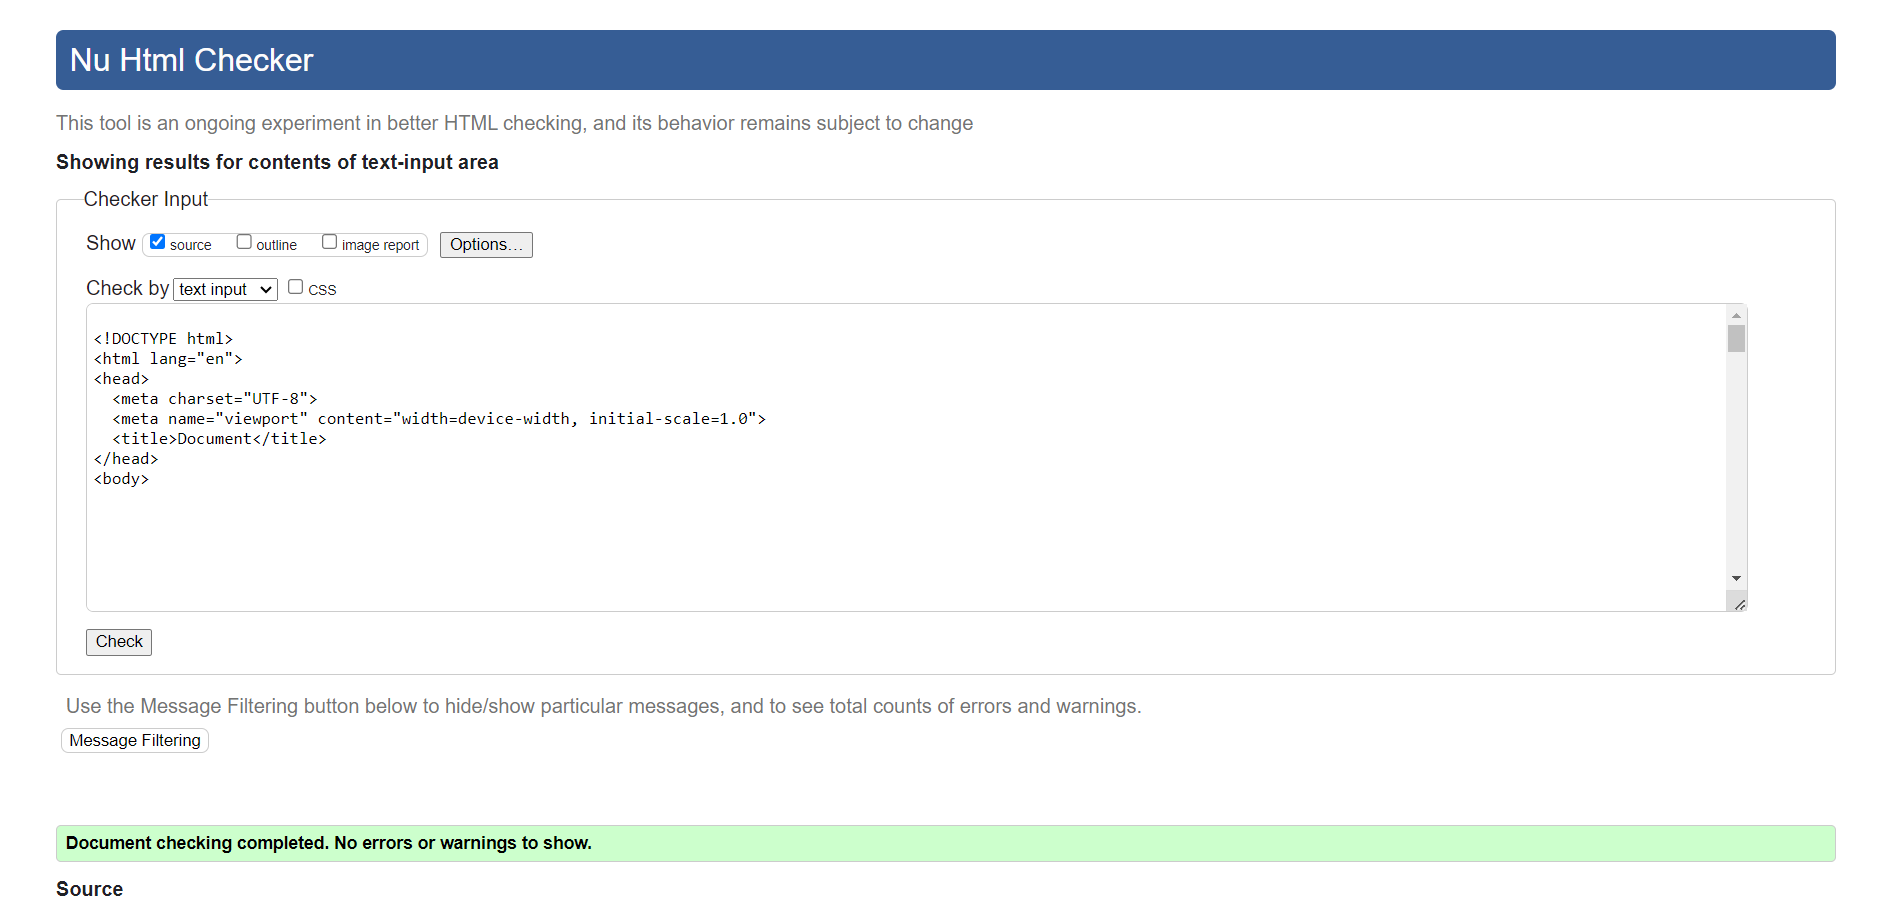 Nu Html Checker
This tool is an ongoing experiment in better HTML checking, and its behavior remains subject to change
Showing results for contents of text-input area
Checker Input
Show source outline image report Options...
Check by text input CSS
<!DOCTYPE html>
<html lang="en">
<head>
  <meta charset="UTF-8">
  <meta name="viewport" content="width=device-width, initial-scale=1.0">
  <title>Document</title>
</head>
<body>
Check
Use the Message Filtering button below to hide/show particular messages, and to see total counts of errors and warnings.
Message Filtering
Document checking completed. No errors or warnings to show.
Source